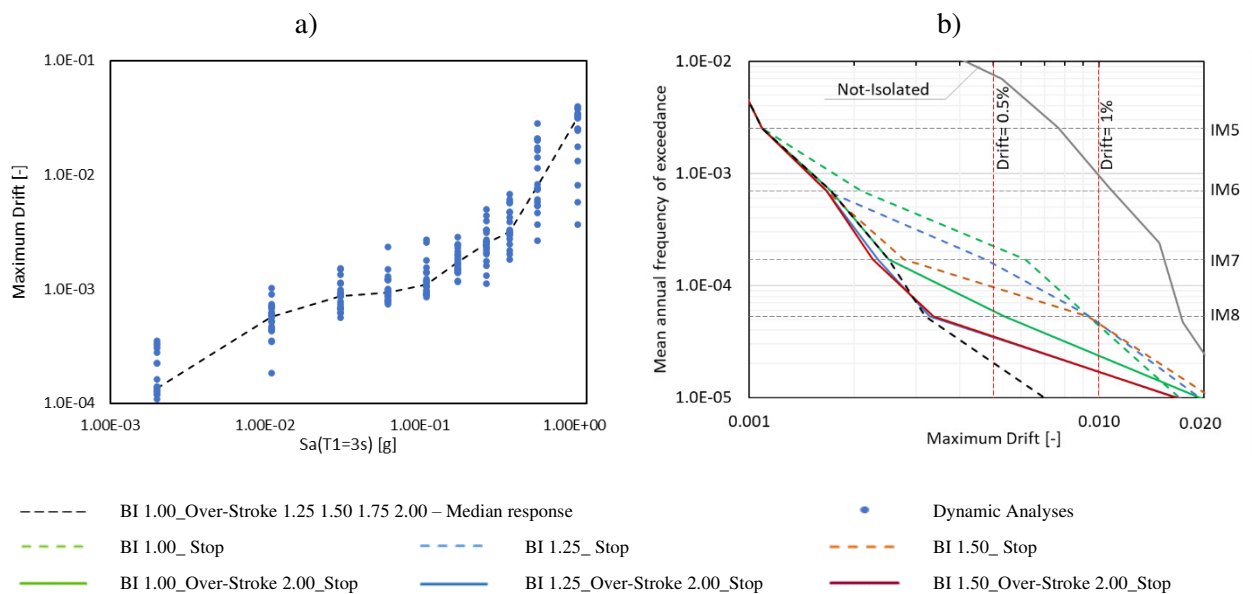 a)
1.0E-01
1.0E-02
1.0E-03
1.0E-04
Maximum Drift [-]
1.00E-03 1.00E-02 1.00E-01 1.00E+00
Sa(T1=3s) [g]
b)
1.0E-02
1.0E-03
1.0E-04
1.0E-05
Mean annual frequency of exceedance
Not-Isolated
Drift= 0.5%
Drift= 1%
IM5
IM6
IM7
IM8
0.001 0.010 0.020
Maximum Drift [-]
BI 1.00_Over-Stroke 1.25 1.50 1.75 2.00 – Median response
Dynamic Analyses
BI 1.00_ Stop
BI 1.25_ Stop
BI 1.50_ Stop
BI 1.00_Over-Stroke 2.00_Stop
BI 1.25_Over-Stroke 2.00_Stop
BI 1.50_Over-Stroke 2.00_Stop